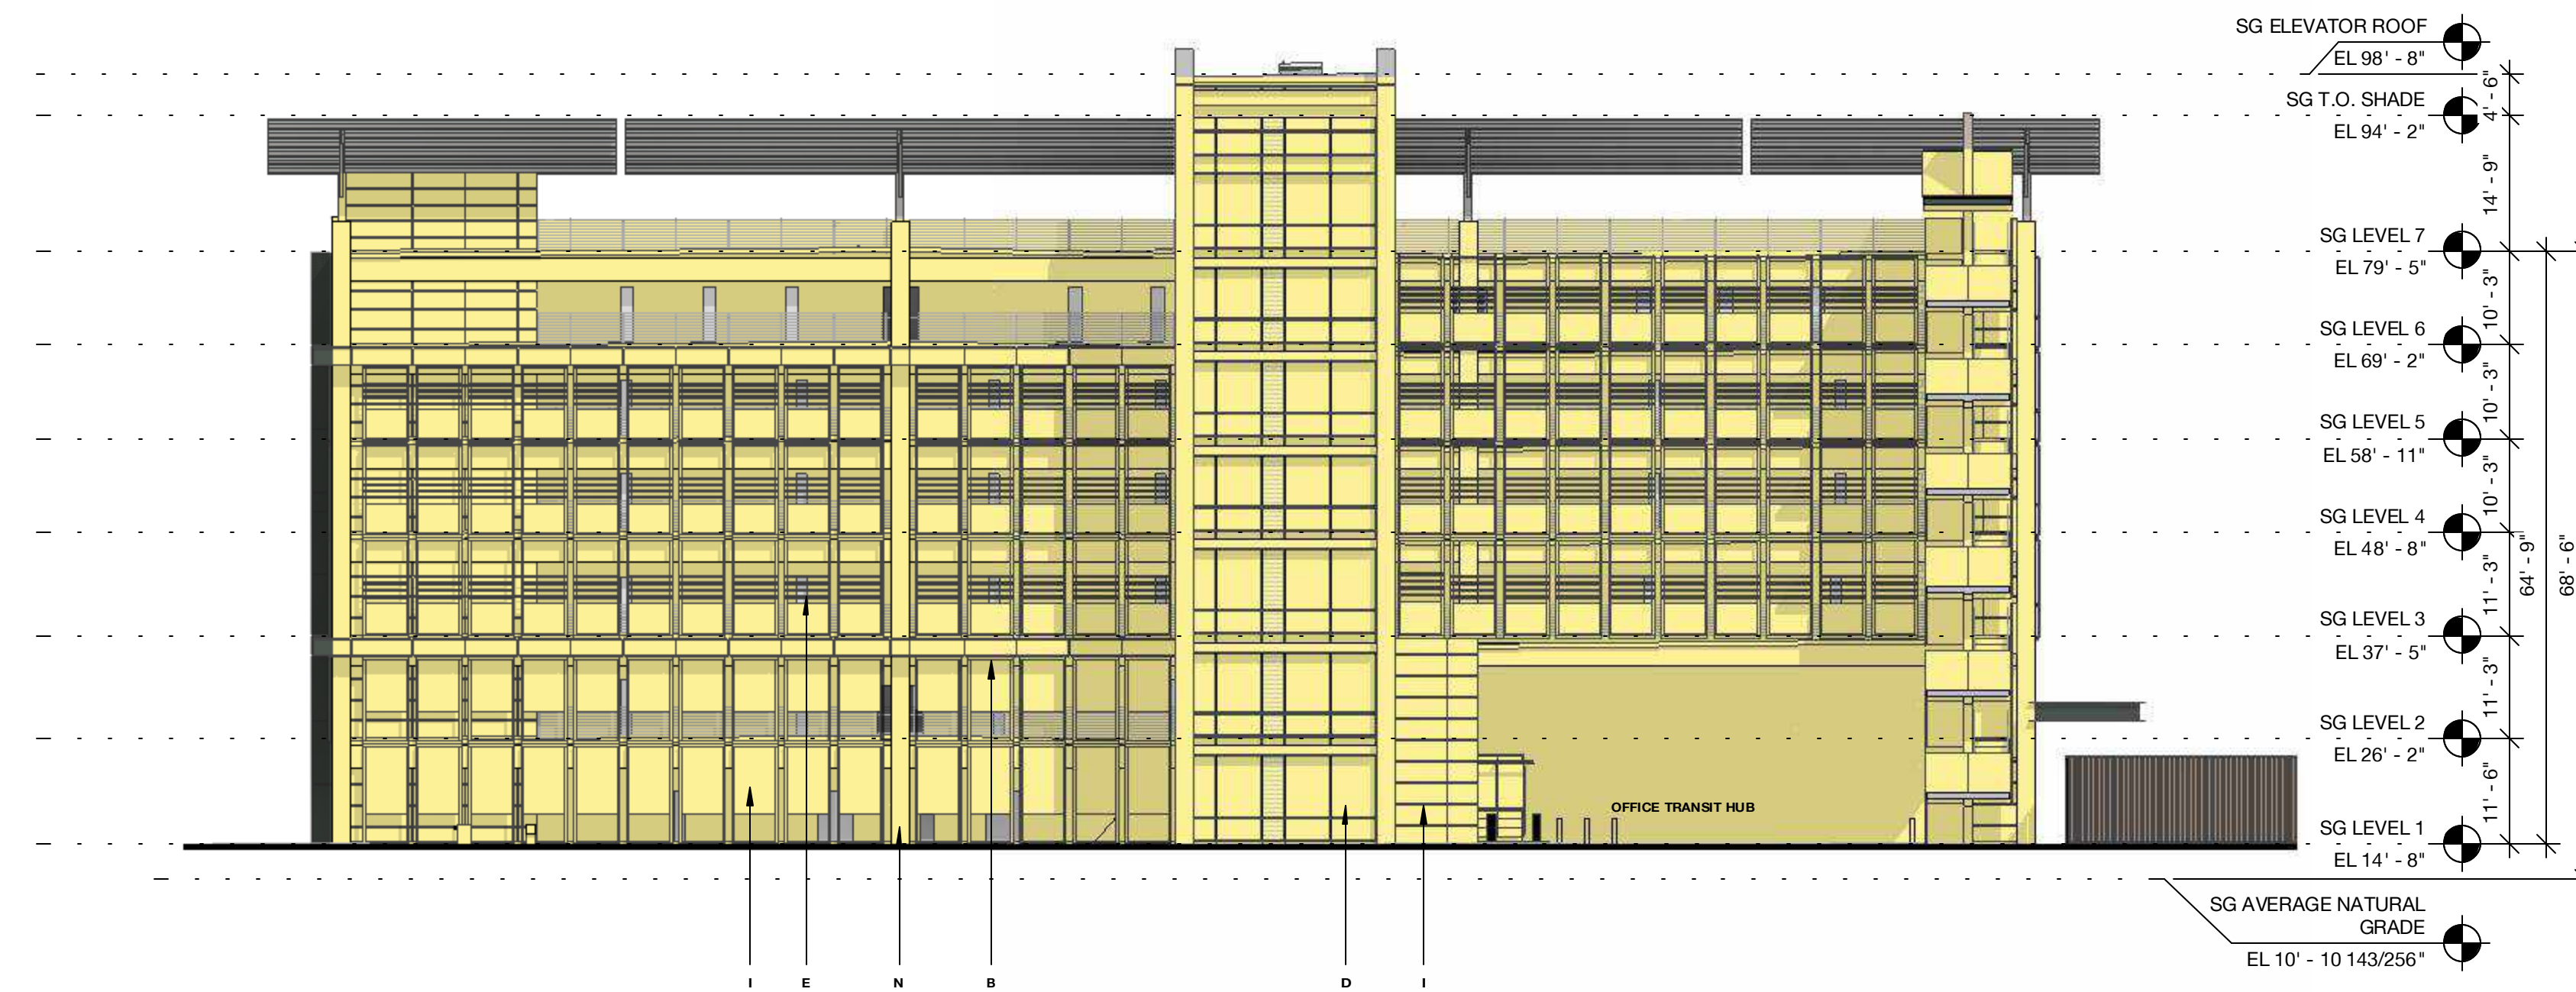 SG ELEVATOR ROOF
EL 98' - 8"
4' - 6"
SG T.O. SHADE
EL 94' - 2"
14' - 9"
SG LEVEL 7
EL 79' - 5"
10' - 3"
SG LEVEL 6
EL 69' - 2"
10' - 3"
SG LEVEL 5
EL 58' - 11"
10' - 3"
SG LEVEL 4
EL 48' - 8"
11' - 3"
64' - 9"
68' - 6"
SG LEVEL 3
EL 37' - 5"
11' - 3"
SG LEVEL 2
EL 26' - 2"
11' - 6"
OFFICE TRANSIT HUB
SG LEVEL 1
EL 14' - 8"
SG AVERAGE NATURAL
GRADE
EL 10' - 10 143/256"
I E N B D I